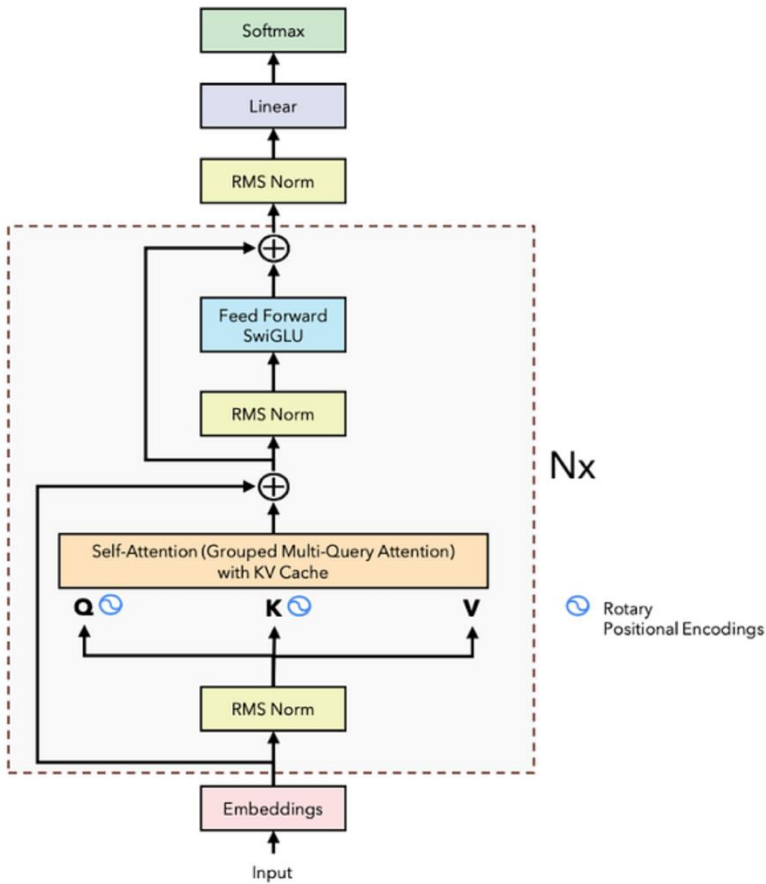 Softmax
Linear
RMS Norm
Feed Forward
SwiGLU
RMS Norm
Nx
Self-Attention (Grouped Multi-Query Attention)
with KV Cache
Q K V
Rotary
Positional Encodings
RMS Norm
Embeddings
Input